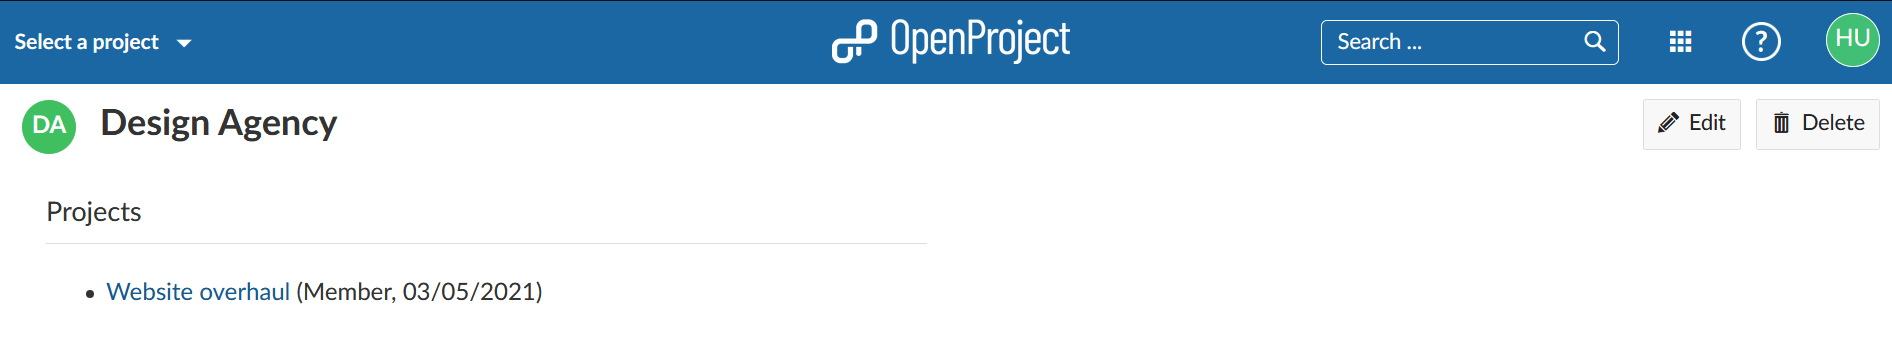 Select a project
OpenProject
Search ...
?
HU
DA
Design Agency
Edit
Delete
Projects
• Website overhaul (Member, 03/05/2021)